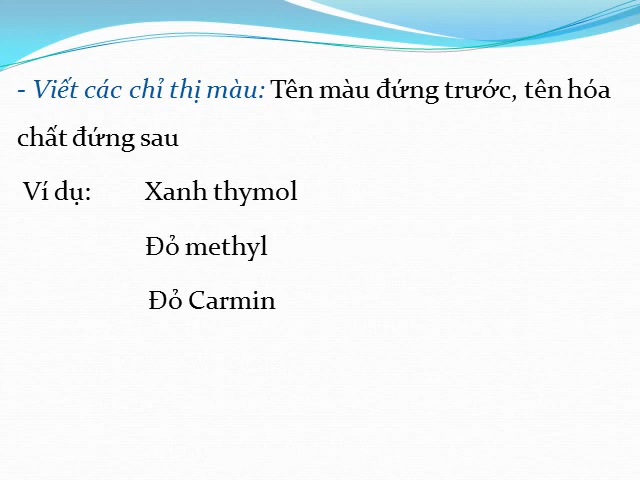 - Viết các chỉ thị màu: Tên màu đứng trước, tên hóa
chất đứng sau
Ví dụ: Xanh thymol
Đỏ methyl
Đỏ Carmin